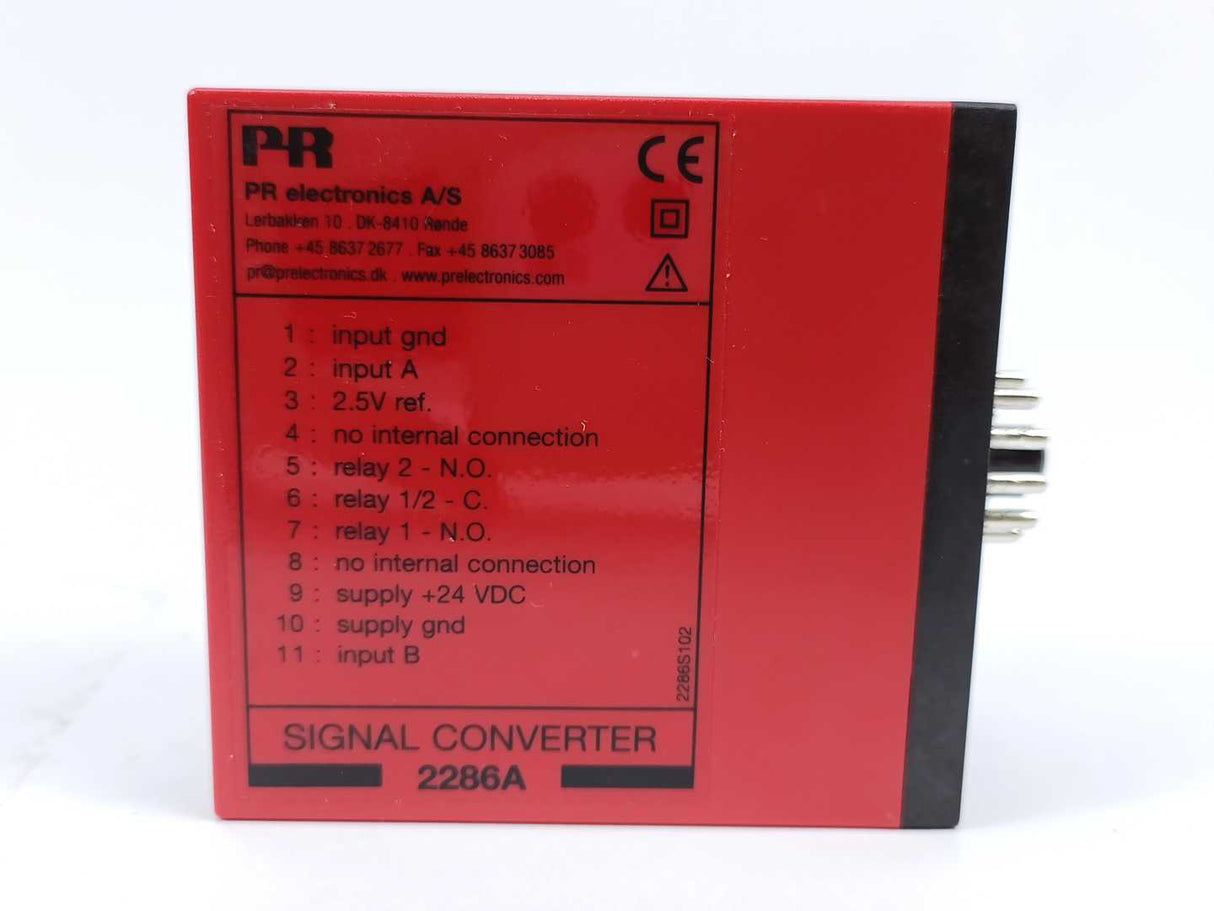 PR
CE
PR electronics A/S
Lerbakken 10 . DK-8410 Rønde
Phone +45 8637 2677 . Fax +45 8637 3085
pr@prelectronics.dk . www.prelectronics.com
1 : input gnd
2 : input A
3 : 2.5V ref.
4 : no internal connection
5 : relay 2 - N.O.
6 : relay 1/2 - C.
7 : relay 1 - N.O.
8 : no internal connection
9 : supply +24 VDC
10 : supply gnd
11 : input B
2286S102
SIGNAL CONVERTER
2286A